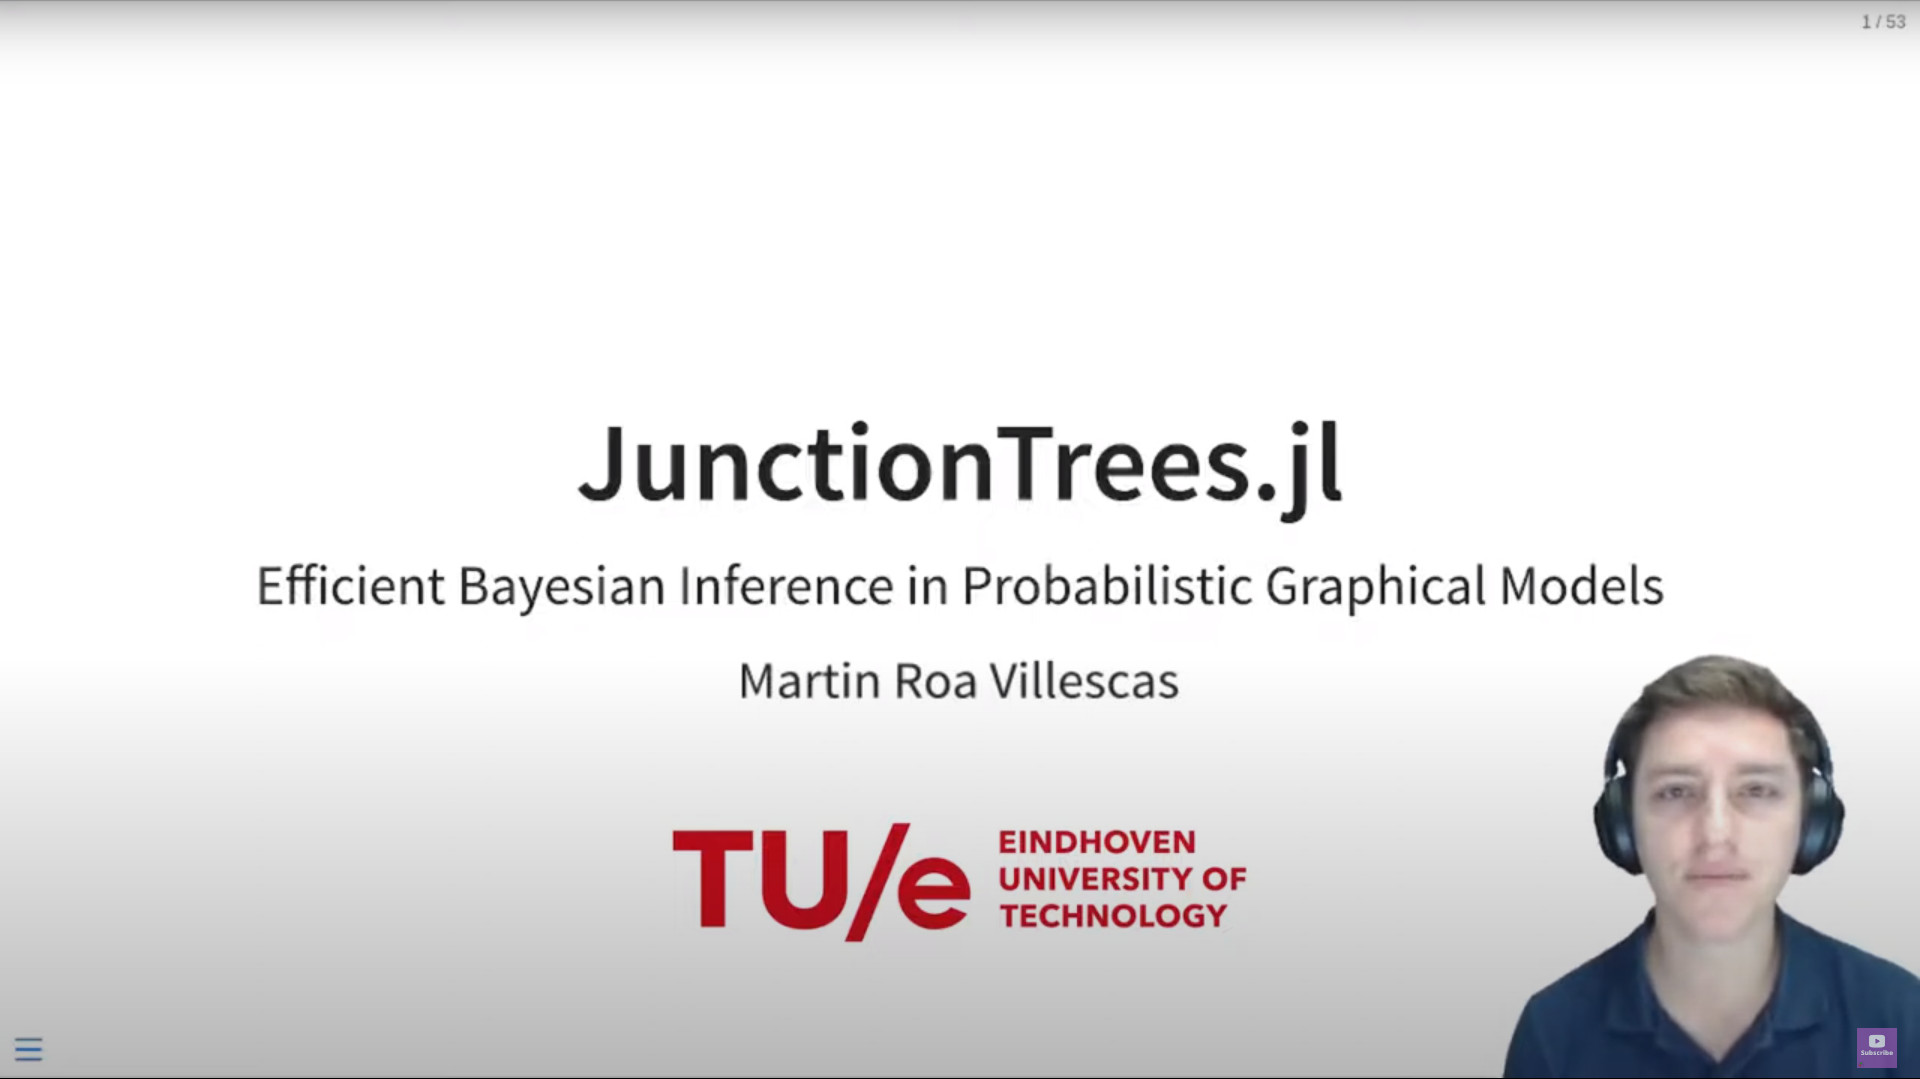 1 / 53
JunctionTrees.jl
Efficient Bayesian Inference in Probabilistic Graphical Models
Martin Roa Villescas
TU/e
EINDHOVEN
UNIVERSITY OF
TECHNOLOGY
Subscribe